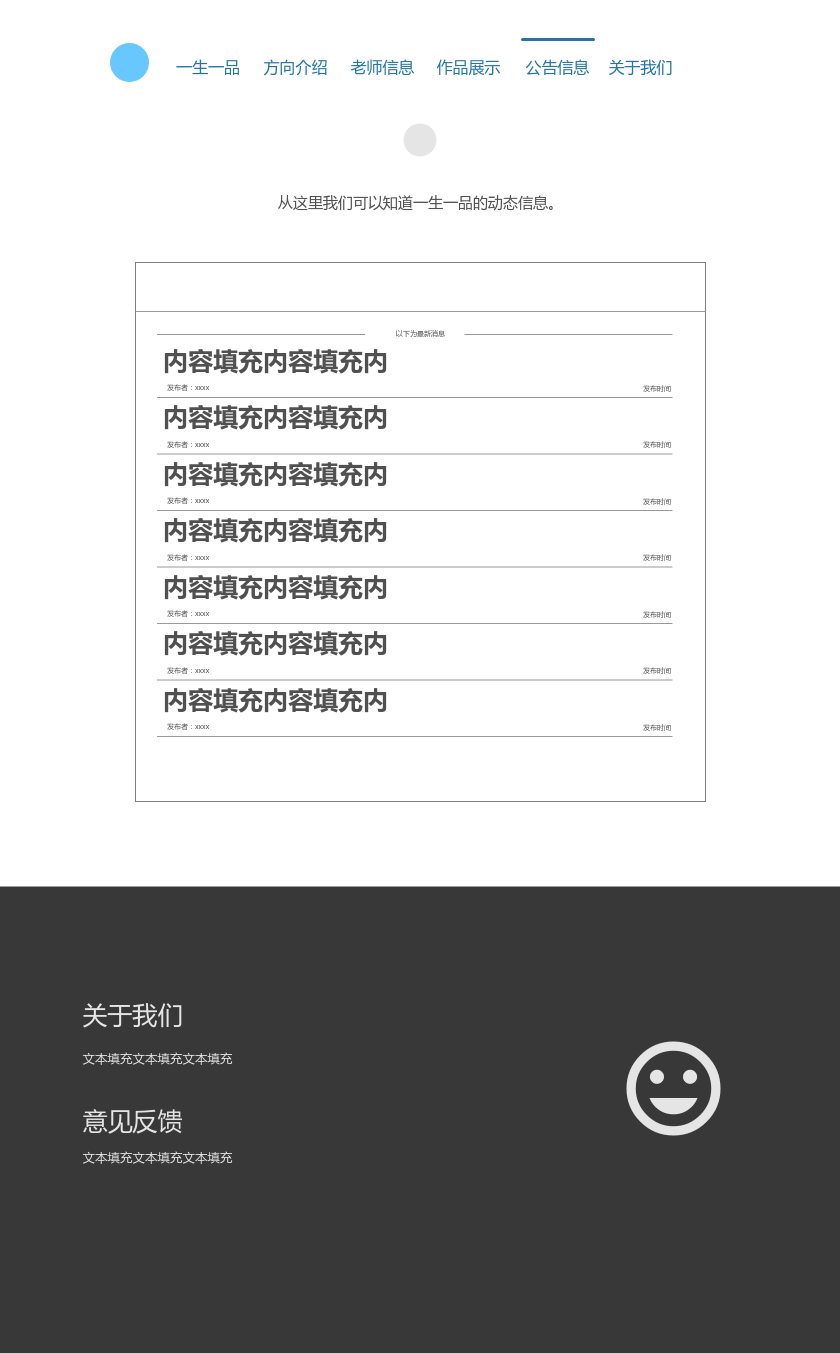 一生一品 方向介绍 老师信息 作品展示 公告信息 关于我们
从这里我们可以知道一生一品的动态信息。
以下为最新消息
内容填充内容填充内
发布者：xxxx 发布时间
内容填充内容填充内
发布者：xxxx 发布时间
内容填充内容填充内
发布者：xxxx 发布时间
内容填充内容填充内
发布者：xxxx 发布时间
内容填充内容填充内
发布者：xxxx 发布时间
内容填充内容填充内
发布者：xxxx 发布时间
内容填充内容填充内
发布者：xxxx 发布时间
关于我们
文本填充文本填充文本填充
意见反馈
文本填充文本填充文本填充